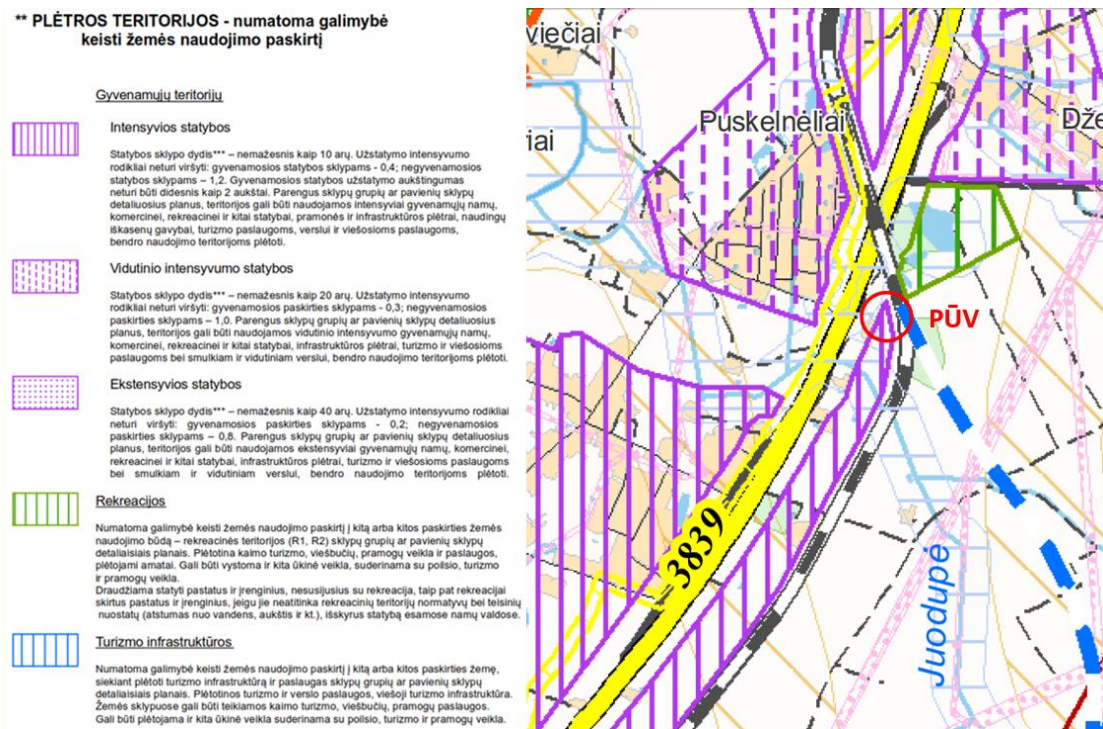 ** PLĖTROS TERITORIJOS - numatoma galimybė
keisti žemės naudojimo paskirtį
Gyvenamųjų teritorijų
Intensyvios statybos
Statybos sklypo dydis*** – nemažesnis kaip 10 arų. Užstatymo intensyvumo
rodikliai neturi viršyti: gyvenamosios statybos sklypams - 0,4; negyvenamosios
statybos sklypams – 1,2. Gyvenamosios statybos užstatymo aukštingumas
neturi būti didesnis kaip 2 aukštai. Parengus sklypų grupių ar pavienių sklypų
detaliuosius planus, teritorijos gali būti naudojamos intensyviai gyvenamųjų namų,
komercinei, rekreacinei ir kitai statybai, pramonės ir infrastruktūros plėtrai, naudingų
iškasenų gavybai, turizmo paslaugoms, verslui ir viešosioms paslaugoms,
bendro naudojimo teritorijoms plėtoti.
Vidutinio intensyvumo statybos
Statybos sklypo dydis*** – nemažesnis kaip 20 arų. Užstatymo intensyvumo
rodikliai neturi viršyti: gyvenamosios paskirties sklypams - 0,3; negyvenamosios
paskirties sklypams – 1,0. Parengus sklypų grupių ar pavienių sklypų detaliuosius
planus, teritorijos gali būti naudojamos vidutinio intensyvumo gyvenamųjų namų,
komercinei, rekreacinei ir kitai statybai, infrastruktūros plėtrai, turizmo ir viešosioms
paslaugoms bei smulkiam ir vidutiniam verslui, bendro naudojimo teritorijoms plėtoti.
Ekstensyvios statybos
Statybos sklypo dydis*** – nemažesnis kaip 40 arų. Užstatymo intensyvumo rodikliai
neturi viršyti: gyvenamosios paskirties sklypams - 0,2; negyvenamosios
paskirties sklypams – 0,8. Parengus sklypų grupių ar pavienių sklypų detaliuosius
planus, teritorijos gali būti naudojamos ekstensyviai gyvenamųjų namų, komercinei,
rekreacinei ir kitai statybai, infrastruktūros plėtrai, turizmo ir viešosioms paslaugoms
bei smulkiam ir vidutiniam verslui, bendro naudojimo teritorijoms plėtoti.
Rekreacijos
Numatoma galimybė keisti žemės naudojimo paskirtį į kitą arba kitos paskirties žemės
naudojimo būdą – rekreacinės teritorijos (R1, R2) sklypų grupių ar pavienių sklypų
detaliaisiais planais. Plėtotina kaimo turizmo, viešbučių, pramogų veikla ir paslaugos,
plėtojami amatai. Gali būti vystoma ir kita ūkinė veikla, suderinama su poilsio, turizmo
ir pramogų veikla.
Draudžiama statyti pastatus ir įrenginius, nesusijusius su rekreacija, taip pat rekreacijai
skirtus pastatus ir įrenginius, jeigu jie neatitinka rekreacinių teritorijų normatyvų bei teisinių
nuostatų (atstumas nuo vandens, aukštis ir kt.), išskyrus statybą esamose namų valdose.
Turizmo infrastruktūros
Numatoma galimybė keisti žemės naudojimo paskirtį į kitą arba kitos paskirties žemę,
siekiant plėtoti turizmo infrastruktūrą ir paslaugas sklypų grupių ar pavienių sklypų
detaliaisiais planais. Plėtotinos turizmo ir verslo paslaugos, viešoji turizmo infrastruktūra.
Žemės sklypuose gali būti teikiamos kaimo turizmo, viešbučių, pramogų paslaugos.
Gali būti plėtojama ir kita ūkinė veikla suderinama su poilsio, turizmo ir pramogų veikla.
viečiai
Puskelnėliai
Dže
iai
PŪV
3839
Juodupė